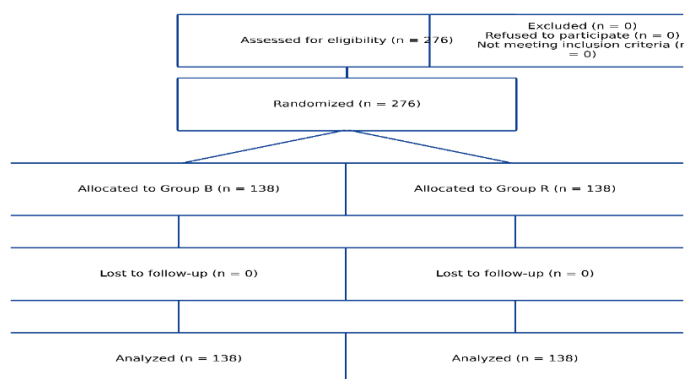 Assessed for eligibility (n = 276)
Excluded (n = 0)
Refused to participate (n = 0)
Not meeting inclusion criteria (n
= 0)
Randomized (n = 276)
Allocated to Group B (n = 138)
Allocated to Group R (n = 138)
Lost to follow-up (n = 0)
Lost to follow-up (n = 0)
Analyzed (n = 138)
Analyzed (n = 138)